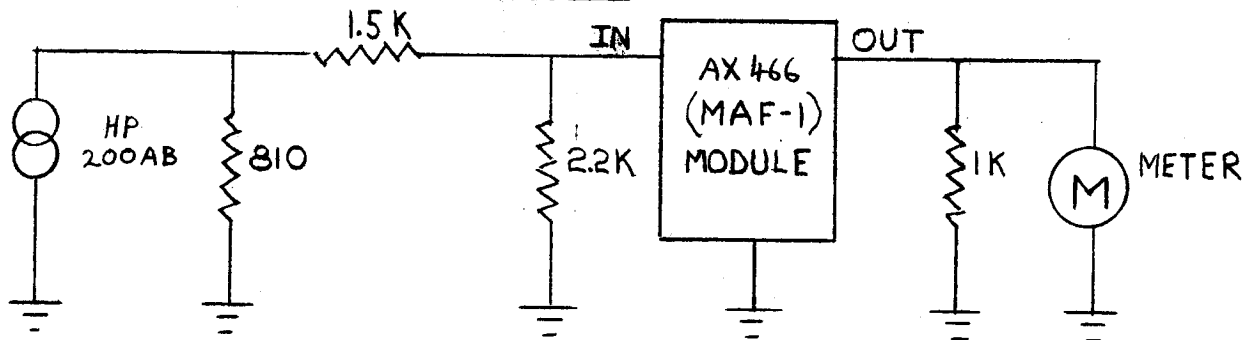 1.5 K
IN
OUT
HP
200AB
810
2.2K
AX 466
(MAF-1)
MODULE
1K
M
METER